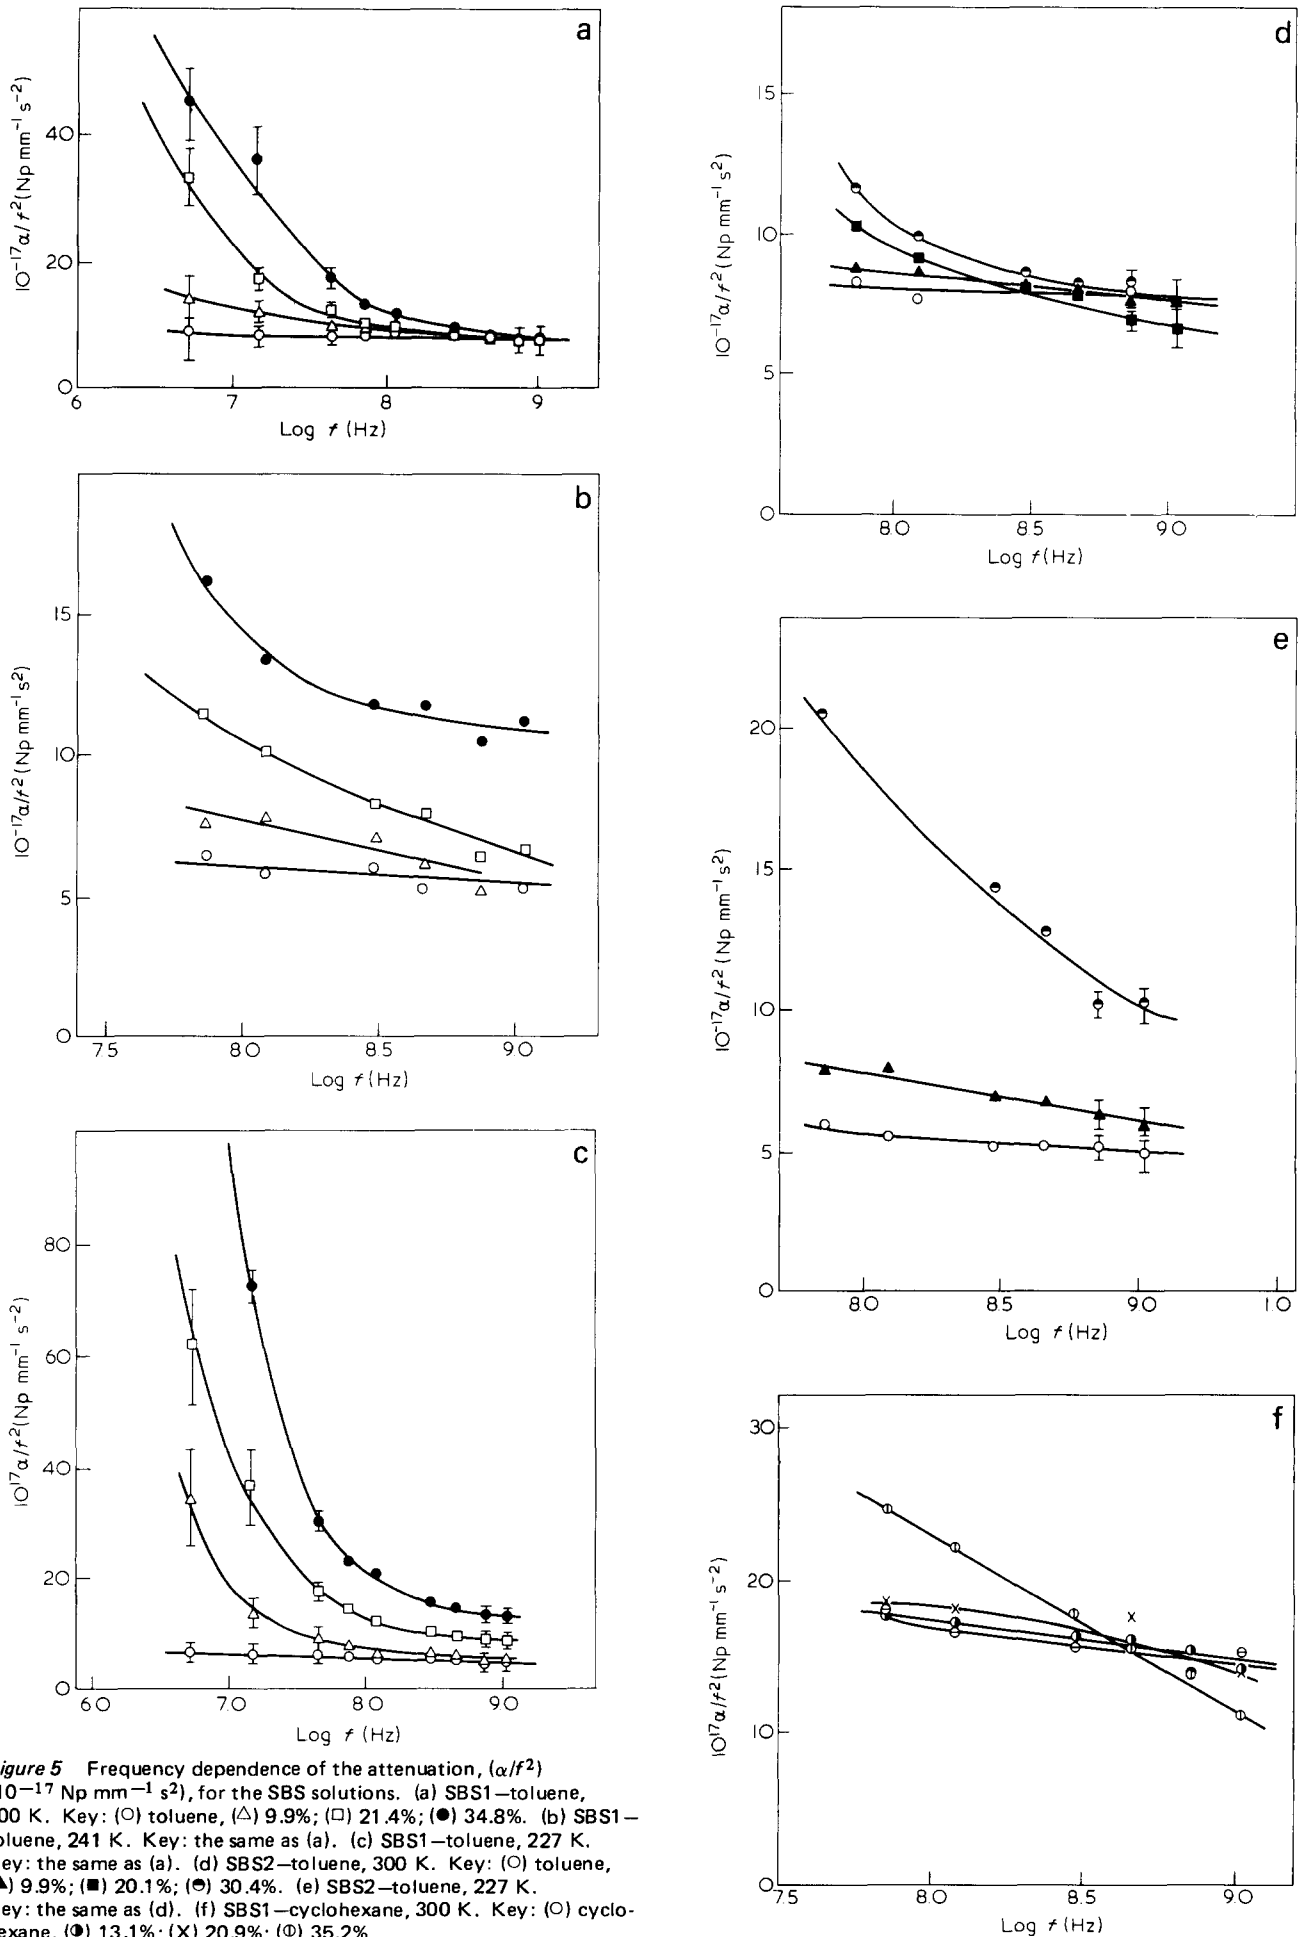 a
10⁻¹⁷α/f² (Np mm⁻¹ s⁻²)
40
20
0
6 7 8 9
Log f (Hz)
b
10⁻¹⁷α/f² (Np mm⁻¹ s²)
15
10
5
0
7.5 8.0 8.5 9.0
Log f (Hz)
c
10¹⁷α/f² (Np mm⁻¹ s⁻²)
80
60
40
20
0
6.0 7.0 8.0 9.0
Log f (Hz)
igure 5 Frequency dependence of the attenuation, (α/f²)
10⁻¹⁷ Np mm⁻¹ s²), for the SBS solutions. (a) SBS1–toluene,
00 K. Key: (○) toluene, (△) 9.9%; (□) 21.4%; (●) 34.8%. (b) SBS1–
oluene, 241 K. Key: the same as (a). (c) SBS1–toluene, 227 K.
ey: the same as (a). (d) SBS2–toluene, 300 K. Key: (○) toluene,
▲) 9.9%; (■) 20.1%; (◓) 30.4%. (e) SBS2–toluene, 227 K.
ey: the same as (d). (f) SBS1–cyclohexane, 300 K. Key: (○) cyclo-
exane, (◑) 13.1%; (X) 20.9%; (⦶) 35.2%
d
10⁻¹⁷α/f² (Np mm⁻¹ s²)
15
10
5
0
8.0 8.5 9.0
Log f (Hz)
e
10⁻¹⁷α/f² (Np mm⁻¹ s²)
20
15
10
5
0
8.0 8.5 9.0 1.0
Log f (Hz)
f
10¹⁷α/f² (Np mm⁻¹ s⁻²)
30
20
10
0
7.5 8.0 8.5 9.0
Log f (Hz)